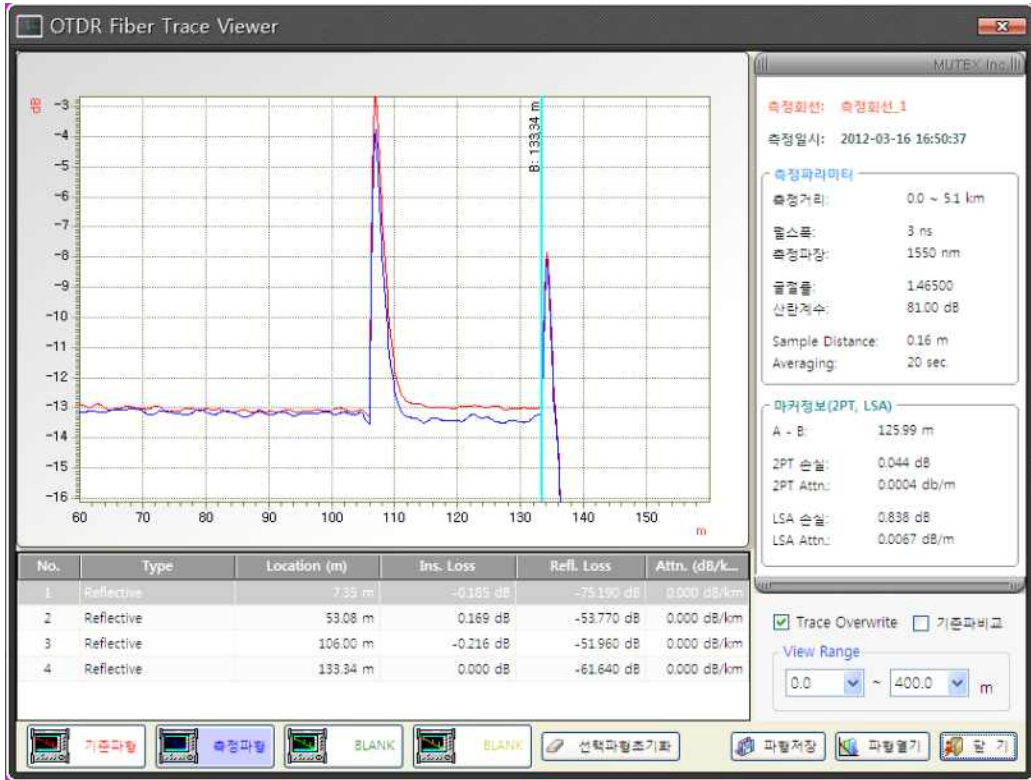 OTDR Fiber Trace Viewer
MUTEX Inc.
dB
-3
-4
-5
-6
-7
-8
-9
-10
-11
-12
-13
-14
-15
-16
B: 133.34 m
60 70 80 90 100 110 120 130 140 150
m
측정회선: 측정회선_1
측정일시: 2012-03-16 16:50:37
측정파라미터
측정거리: 0.0 ~ 5.1 km
펄스폭: 3 ns
측정파장: 1550 nm
굴절률: 1.46500
산란계수: 81.00 dB
Sample Distance: 0.16 m
Averaging: 20 sec.
마커정보(2PT, LSA)
A - B: 125.99 m
2PT 손실: 0.044 dB
2PT Attn.: 0.0004 db/m
LSA 손실: 0.838 dB
LSA Attn.: 0.0067 dB/m
No. Type Location (m) Ins. Loss Refl. Loss Attn. (dB/k...
1 Reflective 7.35 m -0.185 dB -75.190 dB 0.000 dB/km
2 Reflective 53.08 m 0.169 dB -53.770 dB 0.000 dB/km
3 Reflective 106.00 m -0.216 dB -51.960 dB 0.000 dB/km
4 Reflective 133.34 m 0.000 dB -61.640 dB 0.000 dB/km
Trace Overwrite 기준파비교
View Range
0.0 ~ 400.0 m
기준파형 측정파형 BLANK BLANK 선택파형초기화 파형저장 파형열기 닫 기